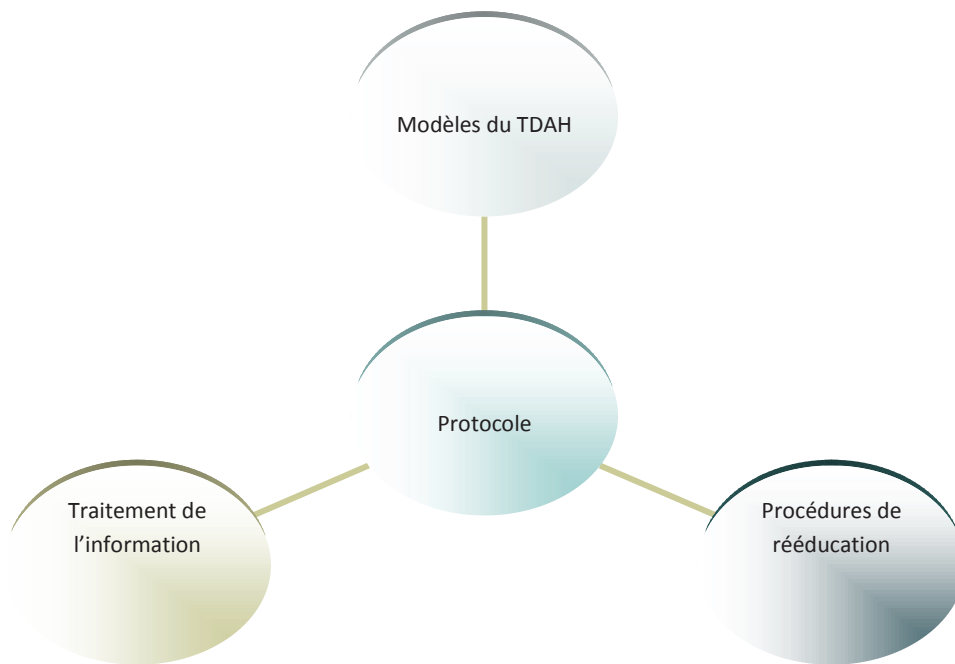 Modèles du TDAH
Protocole
Traitement de
l’information
Procédures de
rééducation